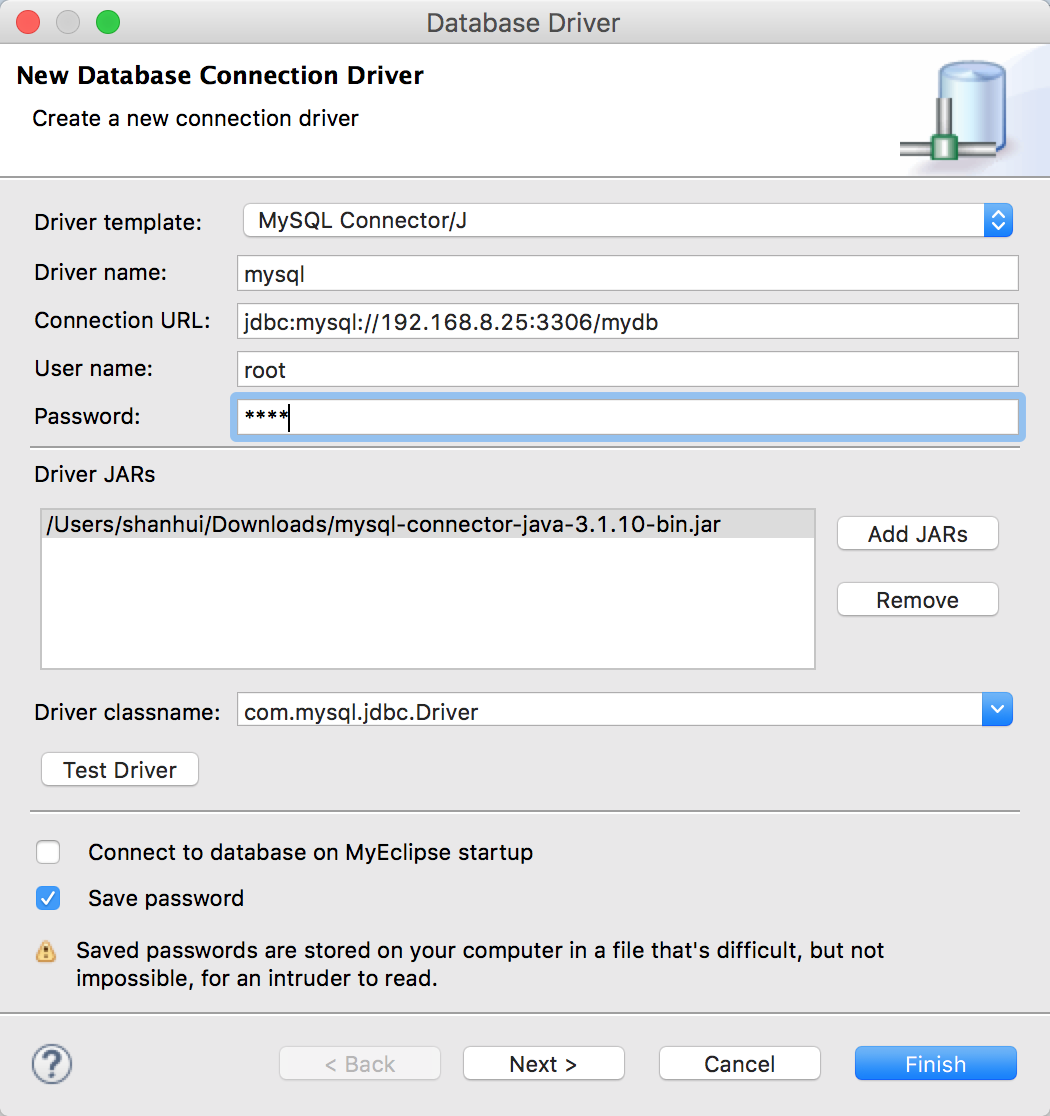 Database Driver
New Database Connection Driver
Create a new connection driver
Driver template: MySQL Connector/J
Driver name: mysql
Connection URL: jdbc:mysql://192.168.8.25:3306/mydb
User name: root
Password: ****
Driver JARs
/Users/shanhui/Downloads/mysql-connector-java-3.1.10-bin.jar
Add JARs
Remove
Driver classname: com.mysql.jdbc.Driver
Test Driver
Connect to database on MyEclipse startup
Save password
Saved passwords are stored on your computer in a file that's difficult, but not
impossible, for an intruder to read.
? < Back Next > Cancel Finish